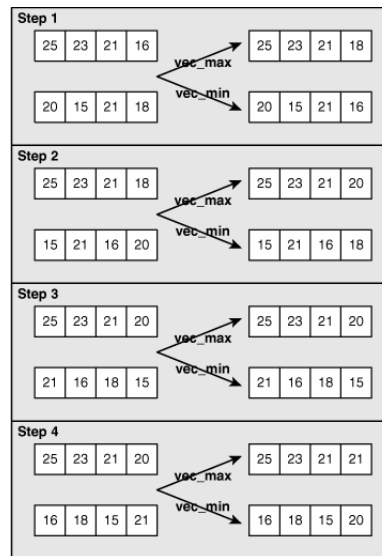 Step 1
25 23 21 16 25 23 21 18
vec_max
vec_min
20 15 21 18 20 15 21 16
Step 2
25 23 21 18 25 23 21 20
vec_max
vec_min
15 21 16 20 15 21 16 18
Step 3
25 23 21 20 25 23 21 20
vec_max
vec_min
21 16 18 15 21 16 18 15
Step 4
25 23 21 20 25 23 21 21
vec_max
vec_min
16 18 15 21 16 18 15 20